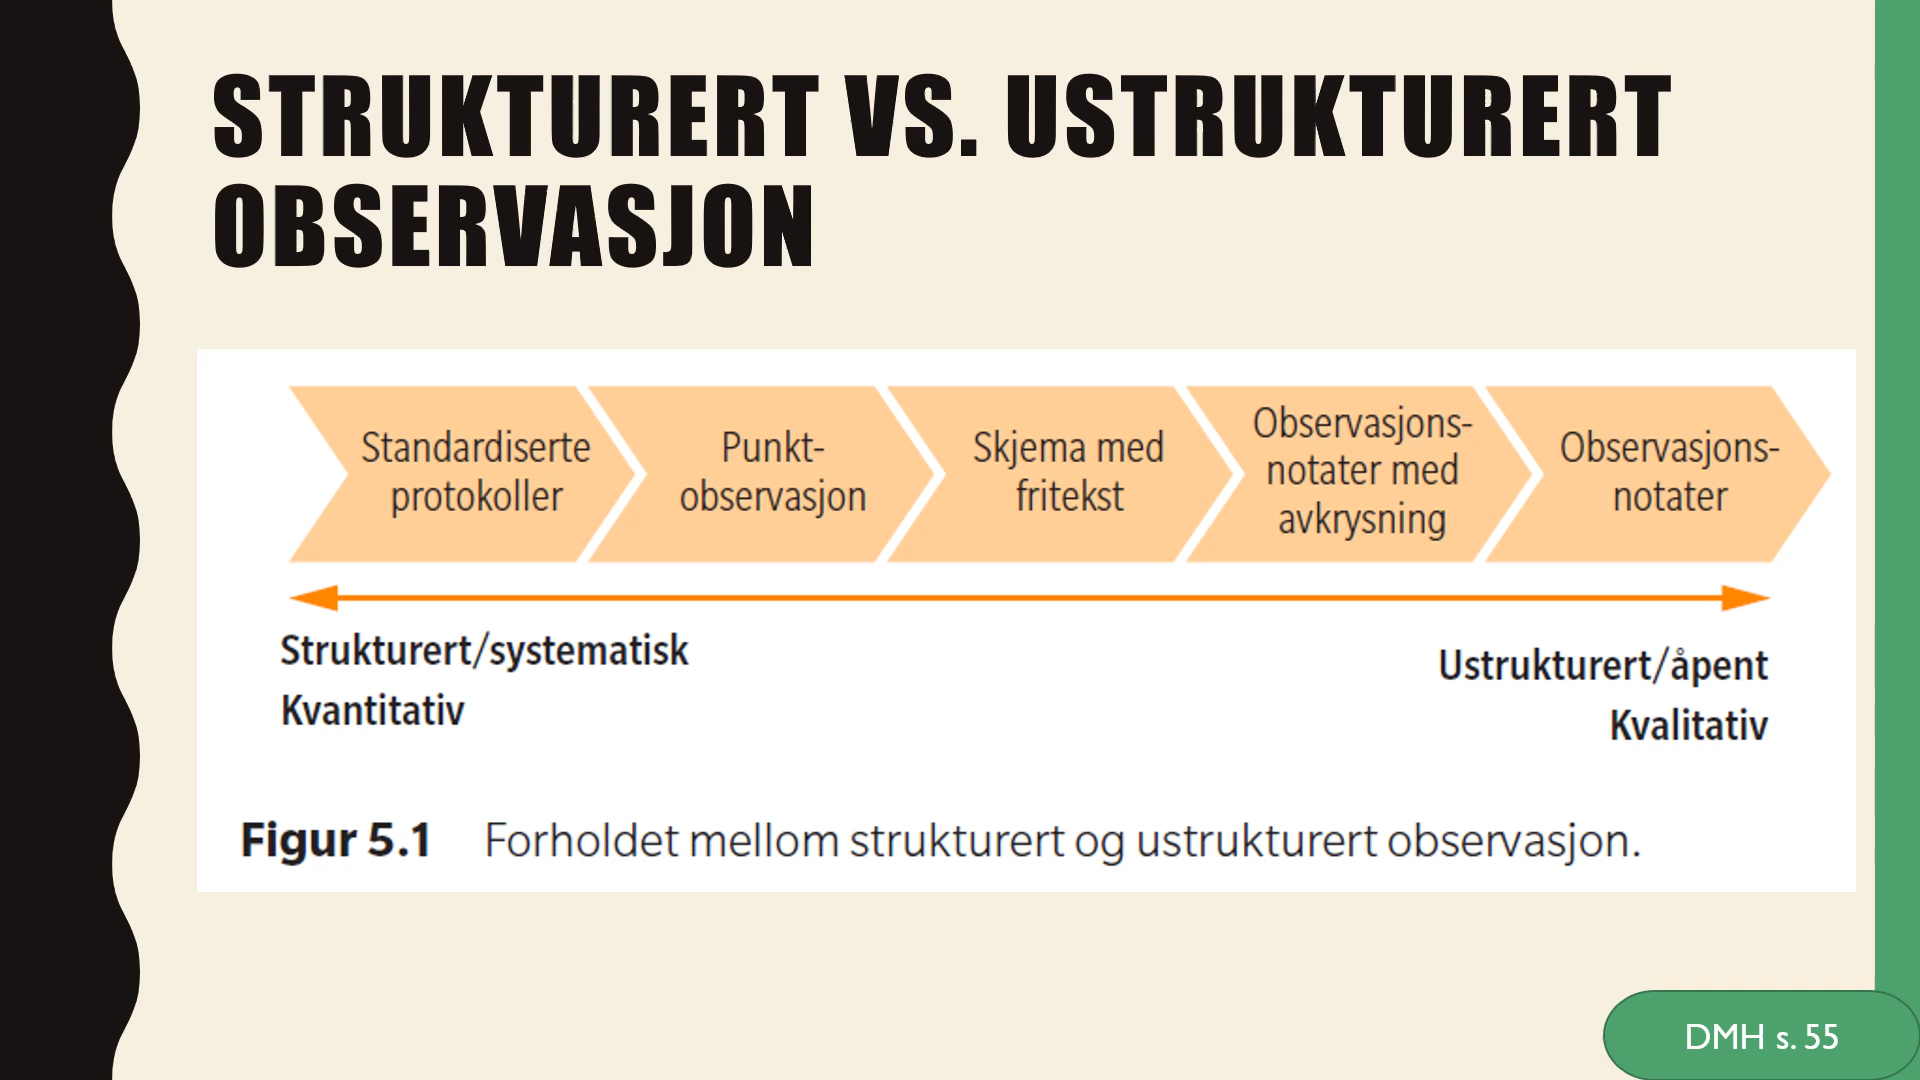 STRUKTURERT VS. USTRUKTURERT
OBSERVASJON
Standardiserte
protokoller
Punkt-
observasjon
Skjema med
fritekst
Observasjons-
notater med
avkrysning
Observasjons-
notater
Strukturert/systematisk
Kvantitativ
Ustrukturert/åpent
Kvalitativ
Figur 5.1 Forholdet mellom strukturert og ustrukturert observasjon.
DMH s. 55